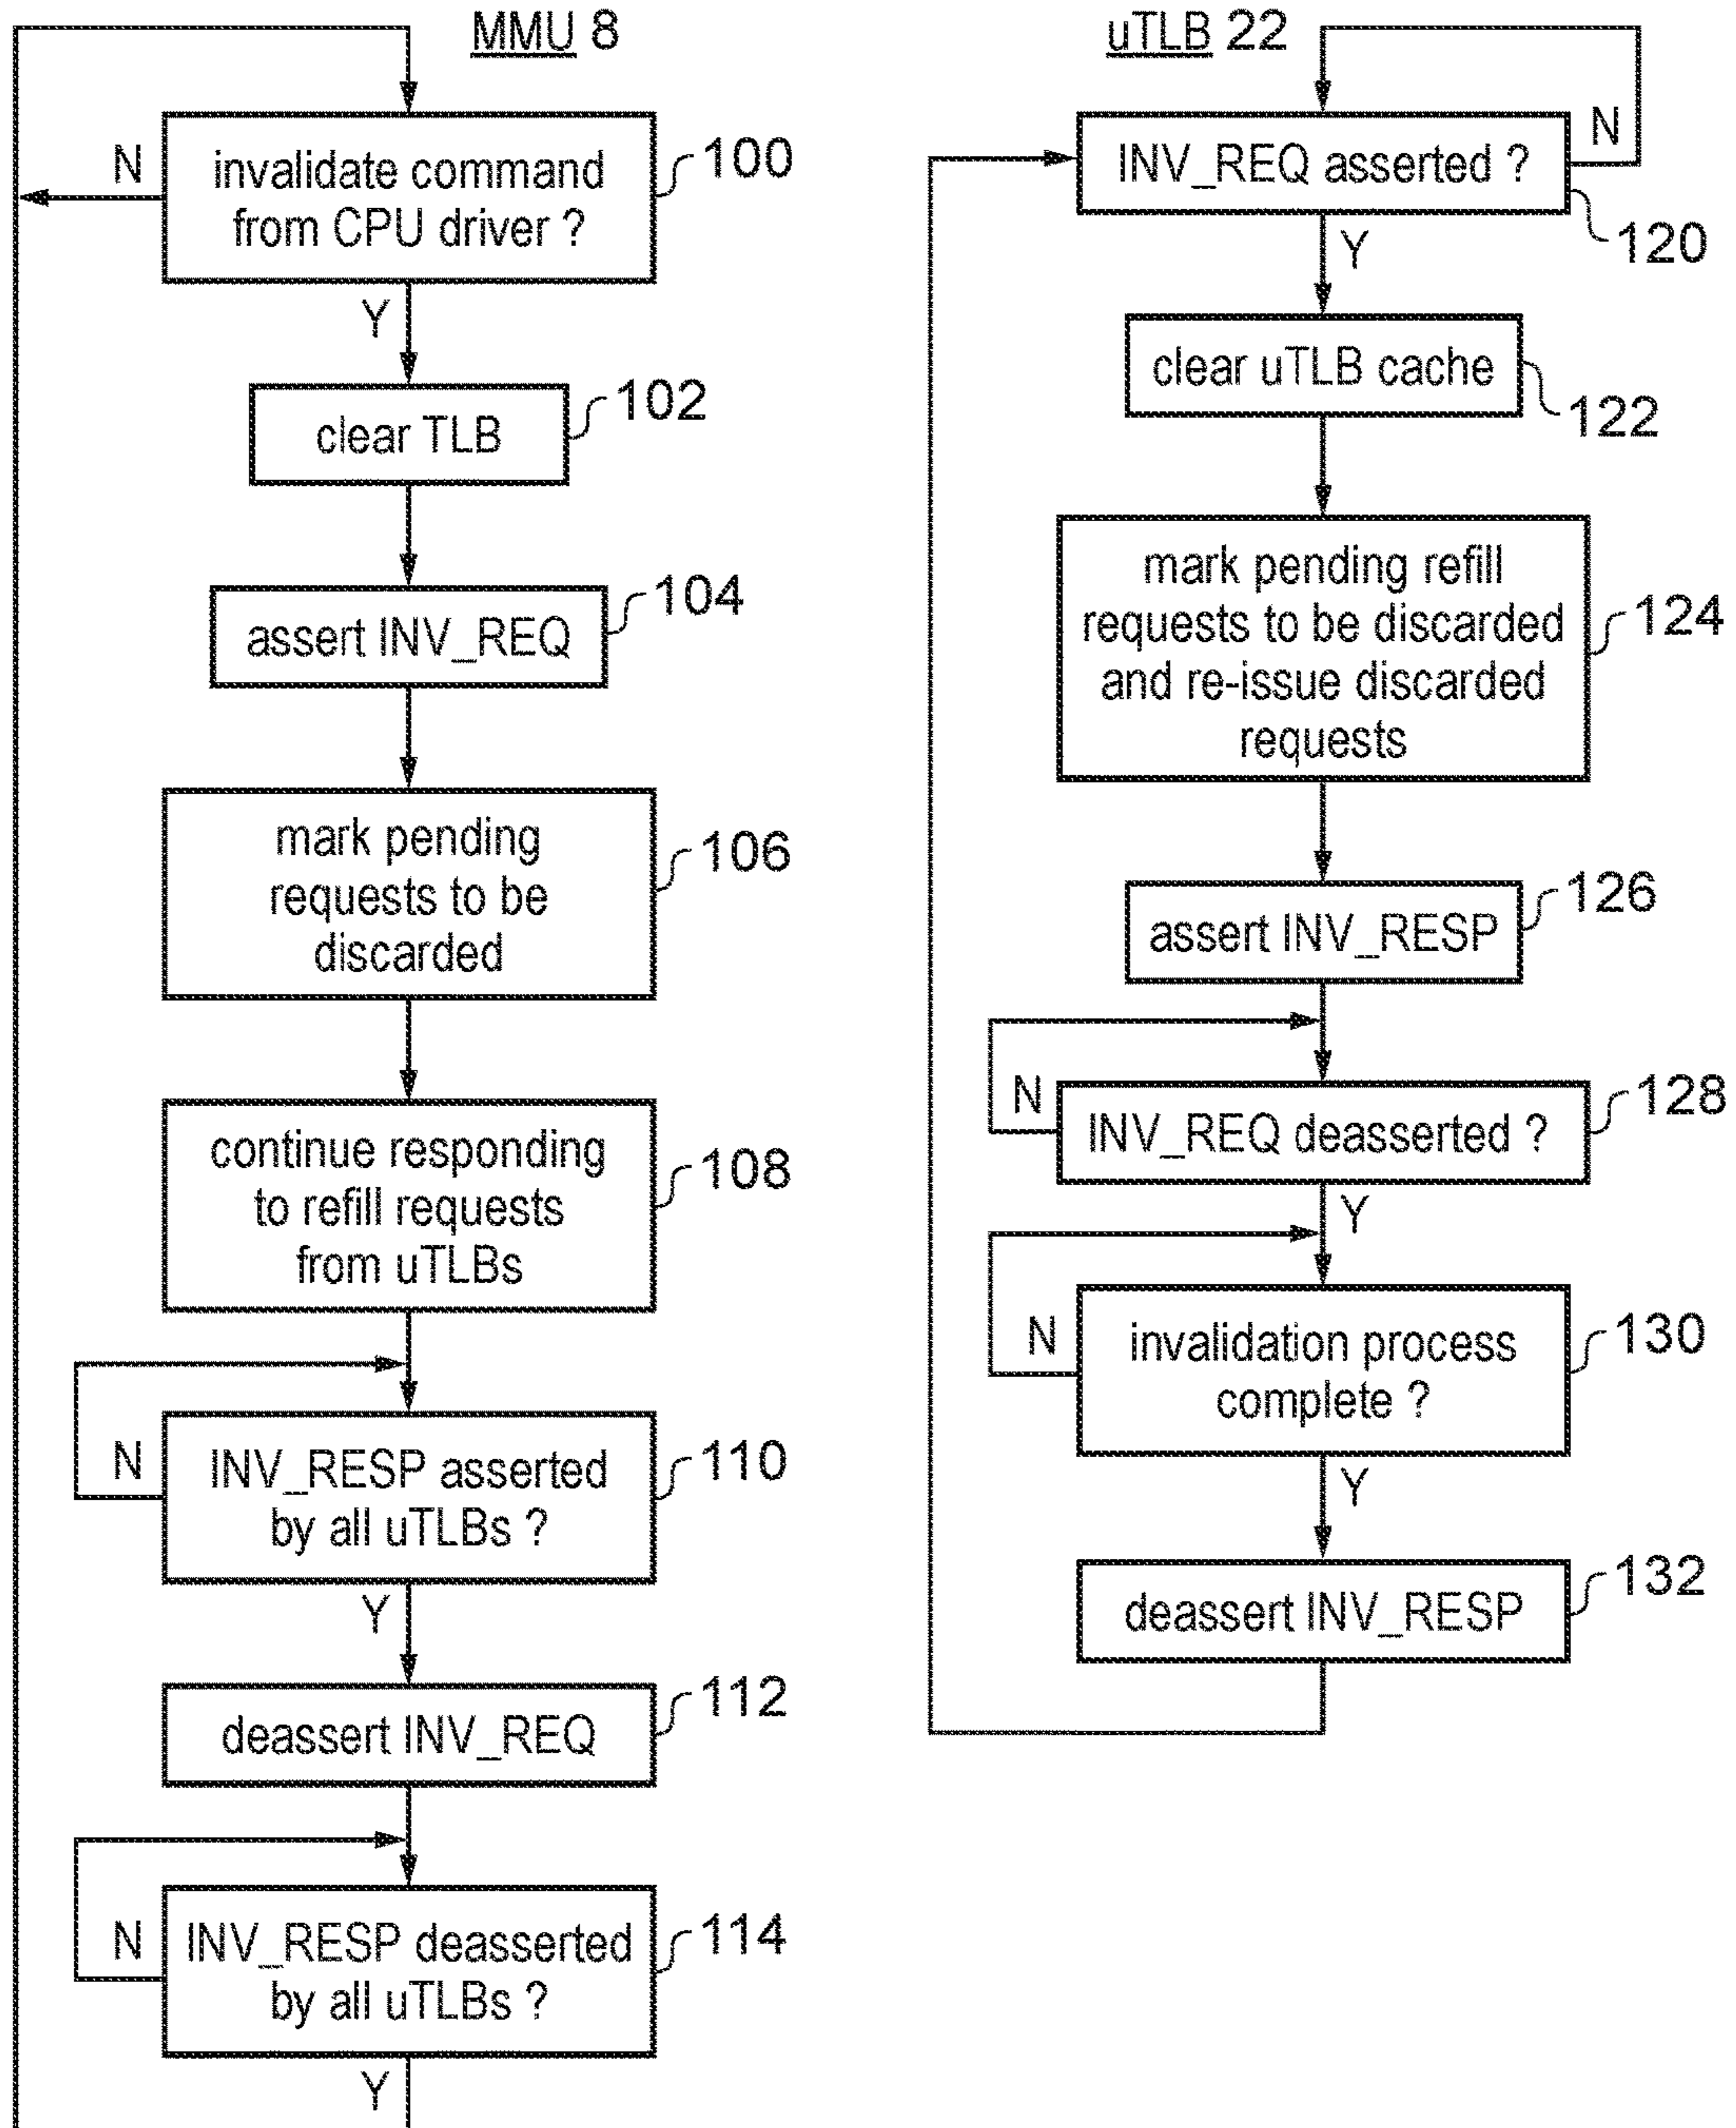 MMU 8
N
invalidate command
from CPU driver ?
100
Y
clear TLB
102
assert INV_REQ
104
mark pending
requests to be
discarded
106
continue responding
to refill requests
from uTLBs
108
N
INV_RESP asserted
by all uTLBs ?
110
Y
deassert INV_REQ
112
N
INV_RESP deasserted
by all uTLBs ?
114
Y
uTLB 22
INV_REQ asserted ?
N
120
Y
clear uTLB cache
122
mark pending refill
requests to be discarded
and re-issue discarded
requests
124
assert INV_RESP
126
N
INV_REQ deasserted ?
128
Y
N
invalidation process
complete ?
130
Y
deassert INV_RESP
132